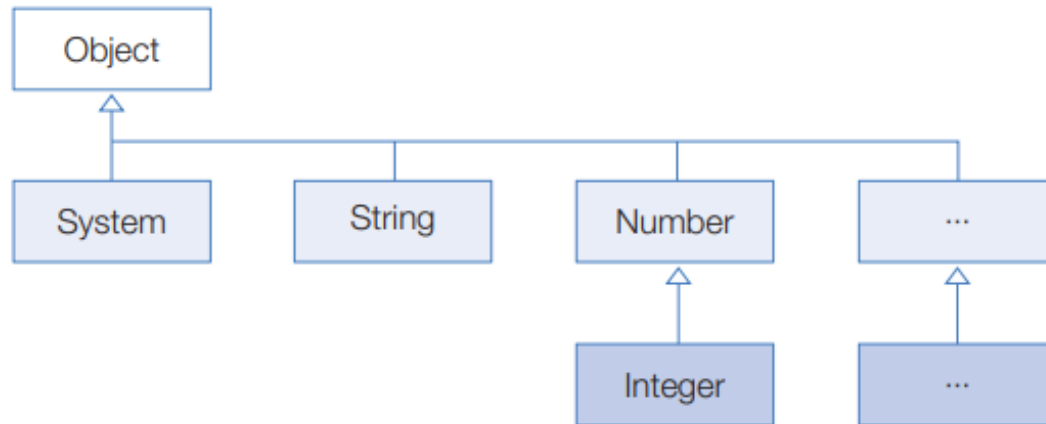 Object
System
String
Number
...
Integer
...